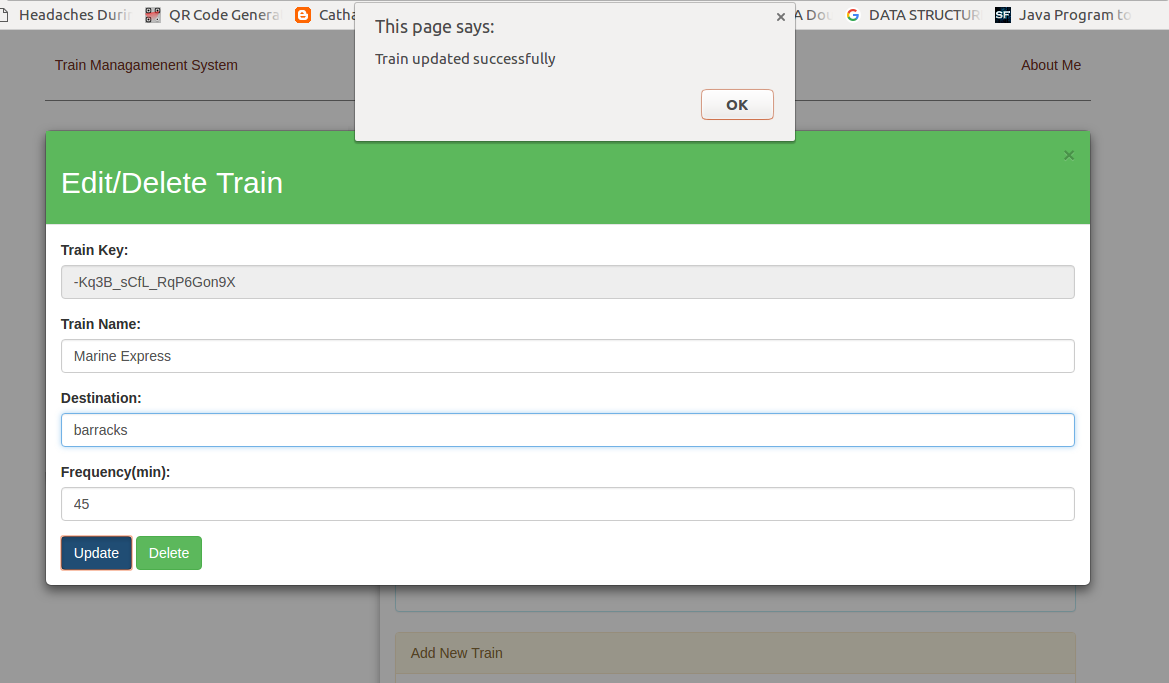 Headaches Duri
QR Code Genera
Catha
A Dou
DATA STRUCTUR
SF
Java Program to
This page says:
×
Train updated successfully
OK
Train Managamenent System
About Me
Edit/Delete Train
×
Train Key:
-Kq3B_sCfL_RqP6Gon9X
Train Name:
Marine Express
Destination:
barracks
Frequency(min):
45
Update
Delete
Add New Train